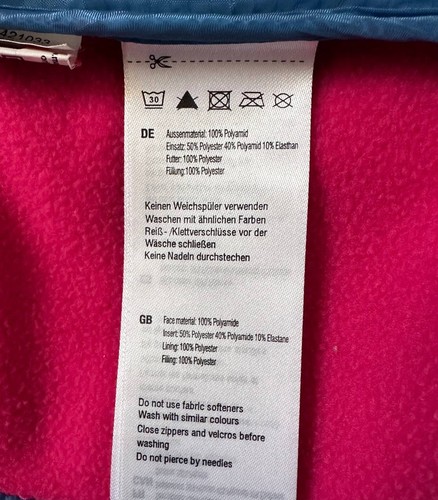 421033
30
DE Aussenmaterial: 100% Polyamid
Einsatz: 50% Polyester 40% Polyamid 10% Elasthan
Futter: 100% Polyester
Füllung:100% Polyester
Keinen Weichspüler verwenden
Waschen mit ähnlichen Farben
Reiß- /Klettverschlüsse vor der
Wäsche schließen
Keine Nadeln durchstechen
GB Face material: 100% Polyamide
Insert: 50% Polyester 40% Polyamide 10% Elastane
Lining: 100% Polyester
Filling: 100% Polyester
Do not use fabric softeners
Wash with similar colours
Close zippers and velcros before
washing
Do not pierce by needles